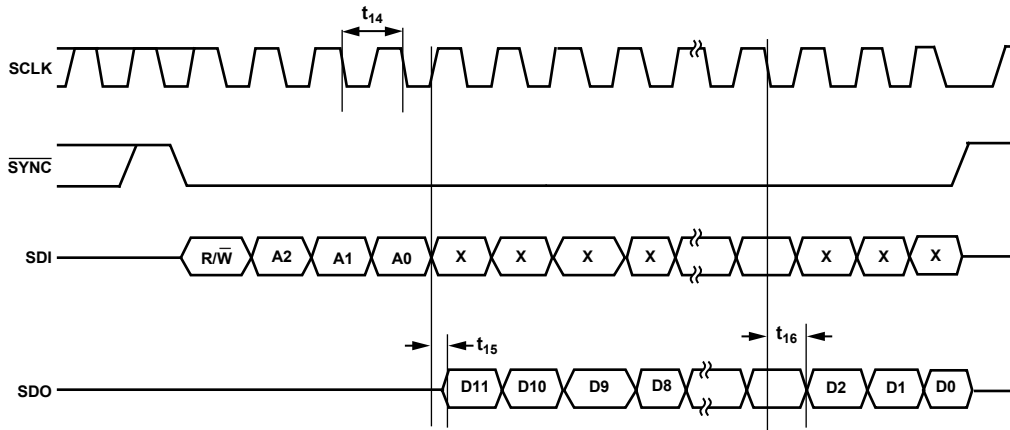 t14
SCLK
SYNC
SDI R/W A2 A1 A0 X X X X X X X
t15 t16
SDO D11 D10 D9 D8 D2 D1 D0